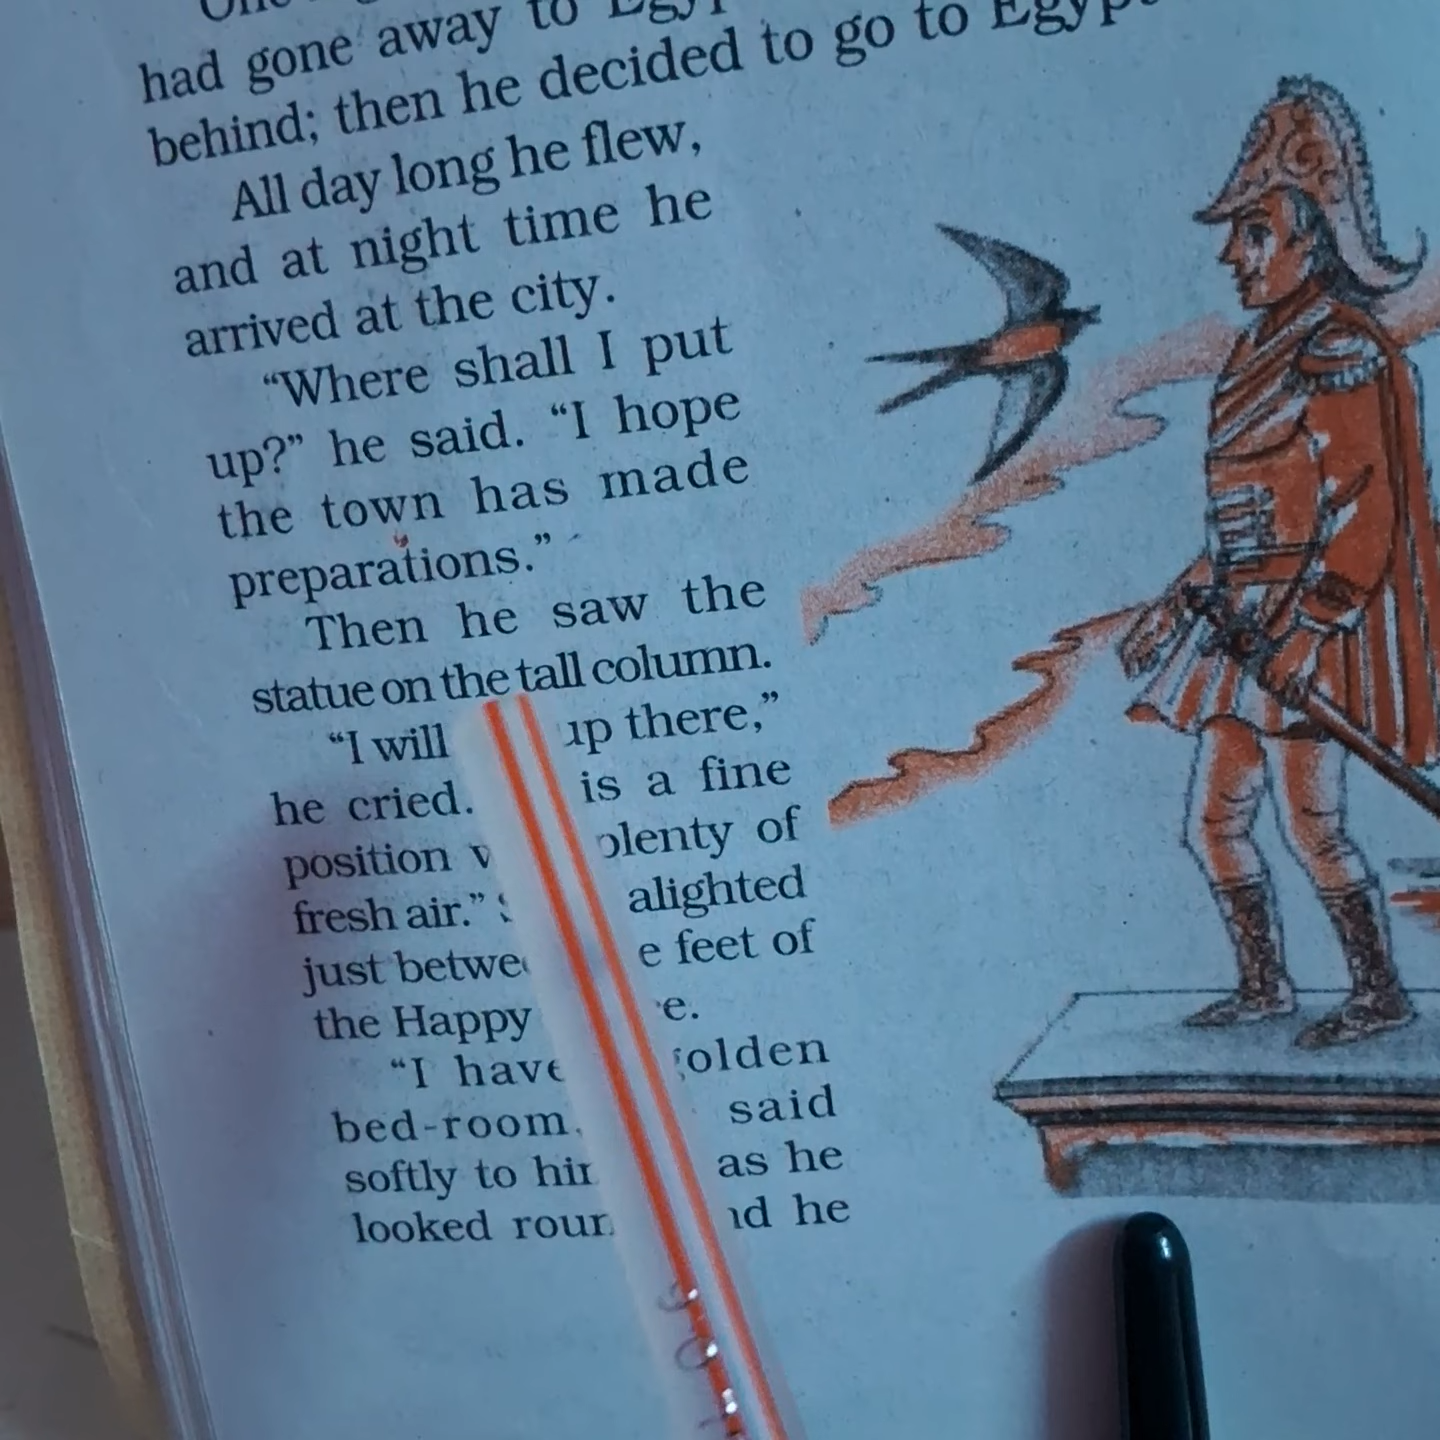 had gone away to
behind; then he decided to go to
All day long he flew,
and at night time he
arrived at the city.
"Where shall I put
up?" he said. "I hope
the town has made
preparations."
Then he saw the
statue on the tall column.
"I will up there,"
he cried. is a fine
position of
fresh air." alighted
just feet of
the Happy
"I
bed-room said
softly to as he
looked he